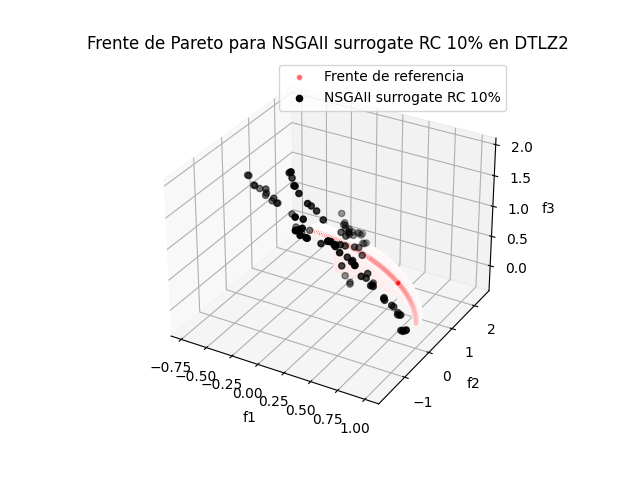 Frente de Pareto para NSGAII surrogate RC 10% en DTLZ2
Frente de referencia
NSGAII surrogate RC 10%
2.0
1.5
1.0
0.5
0.0
f3
2
1
0
−1
f2
−0.75
−0.50
−0.25
0.00
0.25
0.50
0.75
1.00
f1